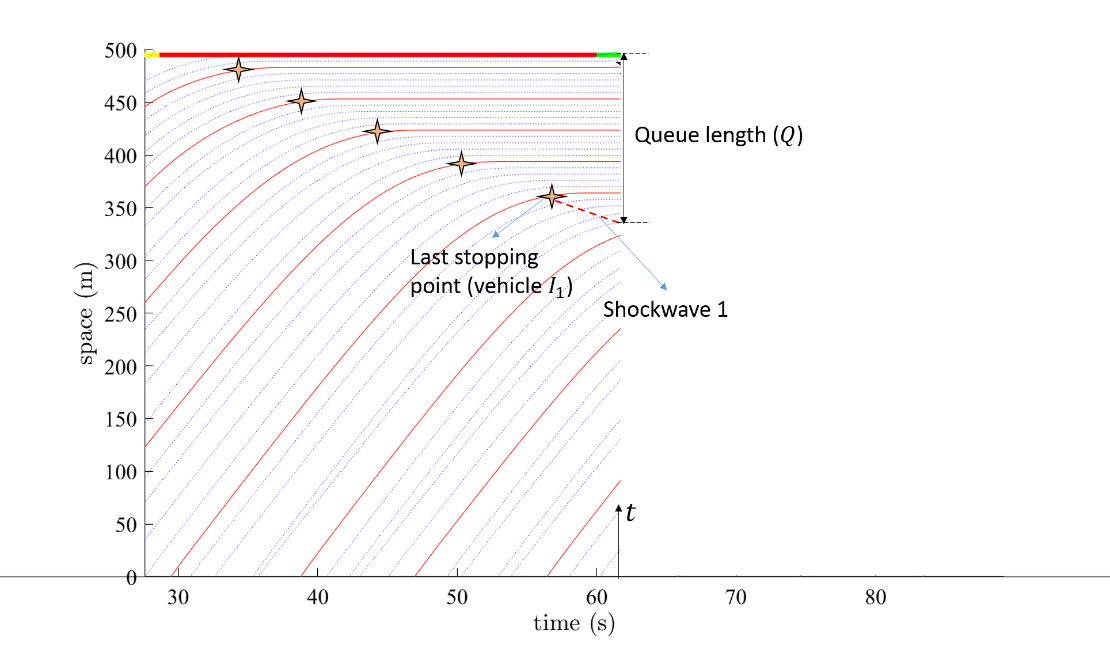 500
450
400
350
300
250
200
150
100
50
0
space (m)
Queue length (Q)
Last stopping
point (vehicle I₁)
Shockwave 1
t
30
40
50
60
70
80
time (s)